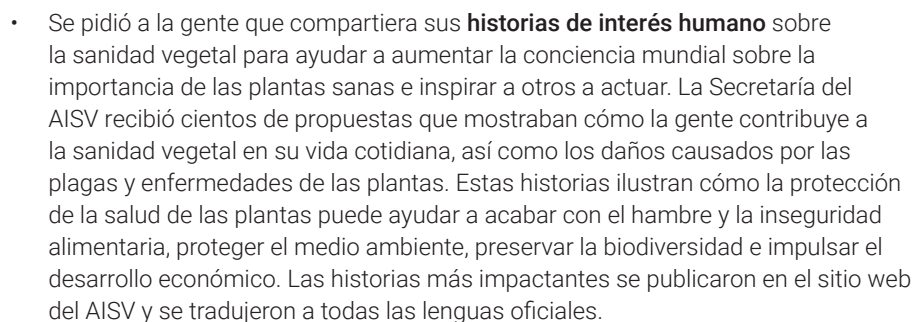 • Se pidió a la gente que compartiera sus historias de interés humano sobre
la sanidad vegetal para ayudar a aumentar la conciencia mundial sobre la
importancia de las plantas sanas e inspirar a otros a actuar. La Secretaría del
AISV recibió cientos de propuestas que mostraban cómo la gente contribuye a
la sanidad vegetal en su vida cotidiana, así como los daños causados por las
plagas y enfermedades de las plantas. Estas historias ilustran cómo la protección
de la salud de las plantas puede ayudar a acabar con el hambre y la inseguridad
alimentaria, proteger el medio ambiente, preservar la biodiversidad e impulsar el
desarrollo económico. Las historias más impactantes se publicaron en el sitio web
del AISV y se tradujeron a todas las lenguas oficiales.